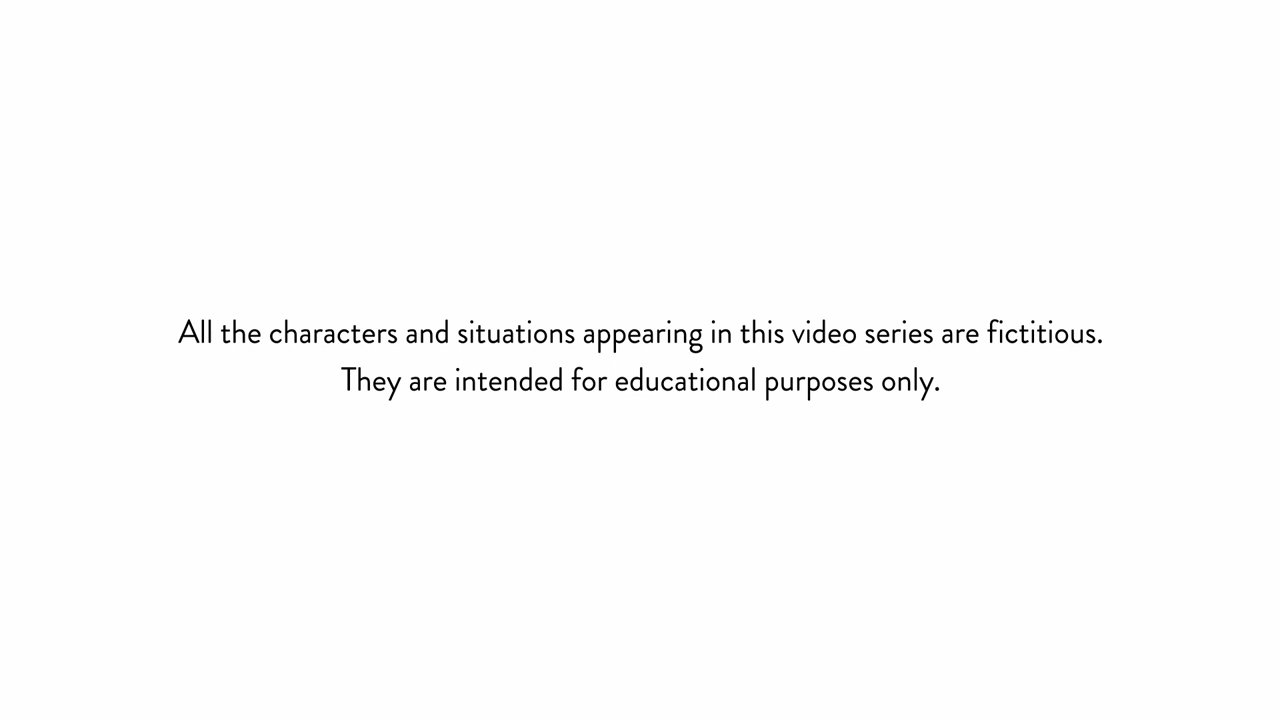 All the characters and situations appearing in this video series are fictitious.
They are intended for educational purposes only.